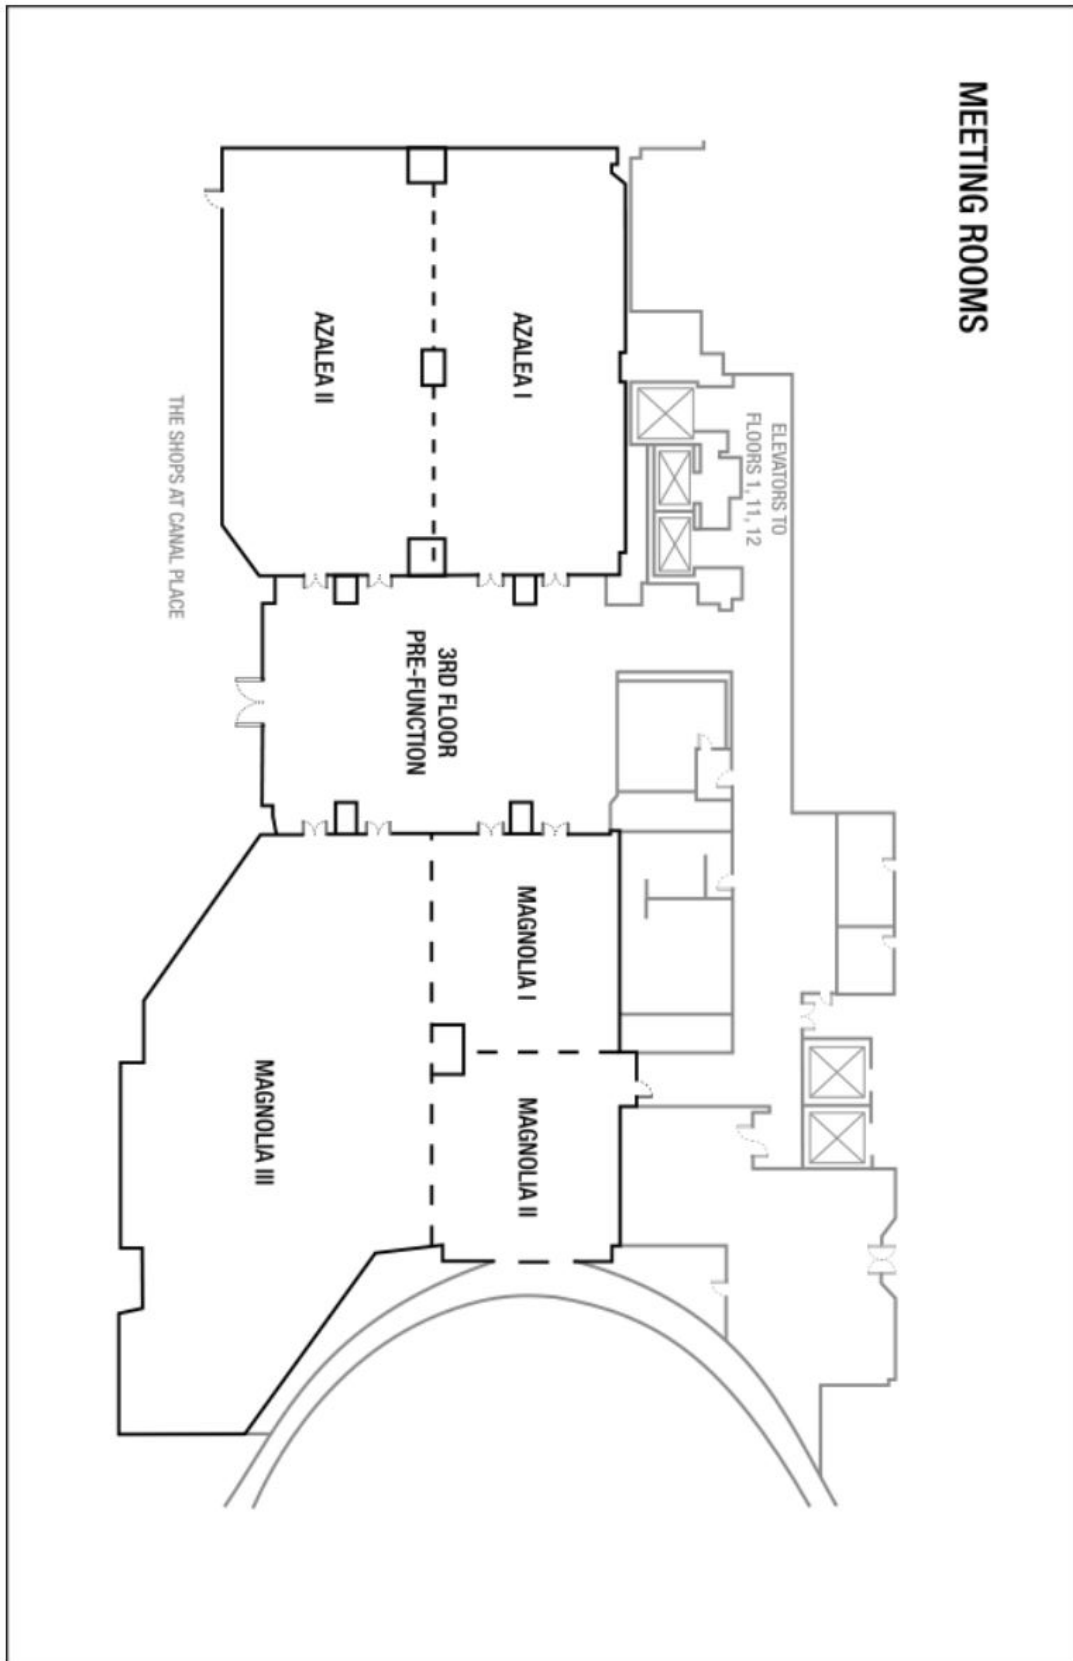 MEETING ROOMS
ELEVATORS TO
FLOORS 1, 11, 12
AZALEA I
AZALEA II
3RD FLOOR
PRE-FUNCTION
MAGNOLIA I
MAGNOLIA II
MAGNOLIA III
THE SHOPS AT CANAL PLACE